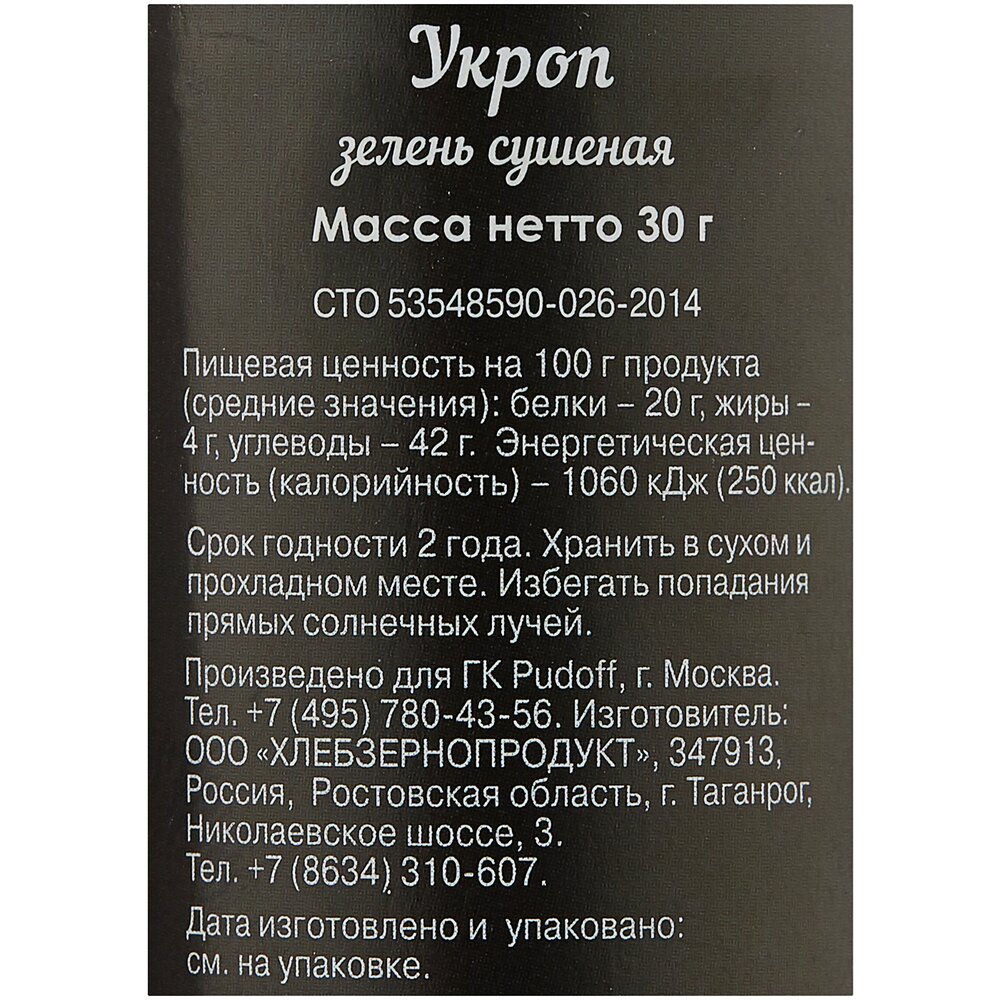 Укроп
зелень сушеная
Масса нетто 30 г
СТО 53548590-026-2014
Пищевая ценность на 100 г продукта
(средние значения): белки – 20 г, жиры –
4 г, углеводы – 42 г. Энергетическая цен-
ность (калорийность) – 1060 кДж (250 ккал).
Срок годности 2 года. Хранить в сухом и
прохладном месте. Избегать попадания
прямых солнечных лучей.
Произведено для ГК Pudoff, г. Москва.
Тел. +7 (495) 780-43-56. Изготовитель:
ООО «ХЛЕБЗЕРНОПРОДУКТ», 347913,
Россия, Ростовская область, г. Таганрог,
Николаевское шоссе, 3.
Тел. +7 (8634) 310-607.
Дата изготовлено и упаковано:
см. на упаковке.